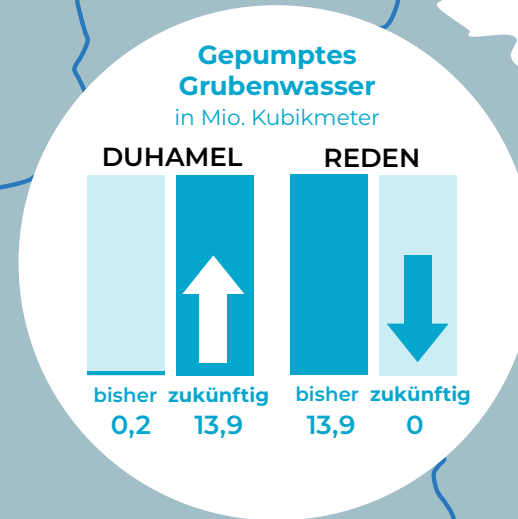 Gepumptes
Grubenwasser
in Mio. Kubikmeter
DUHAMEL REDEN
bisher zukünftig bisher zukünftig
0,2 13,9 13,9 0